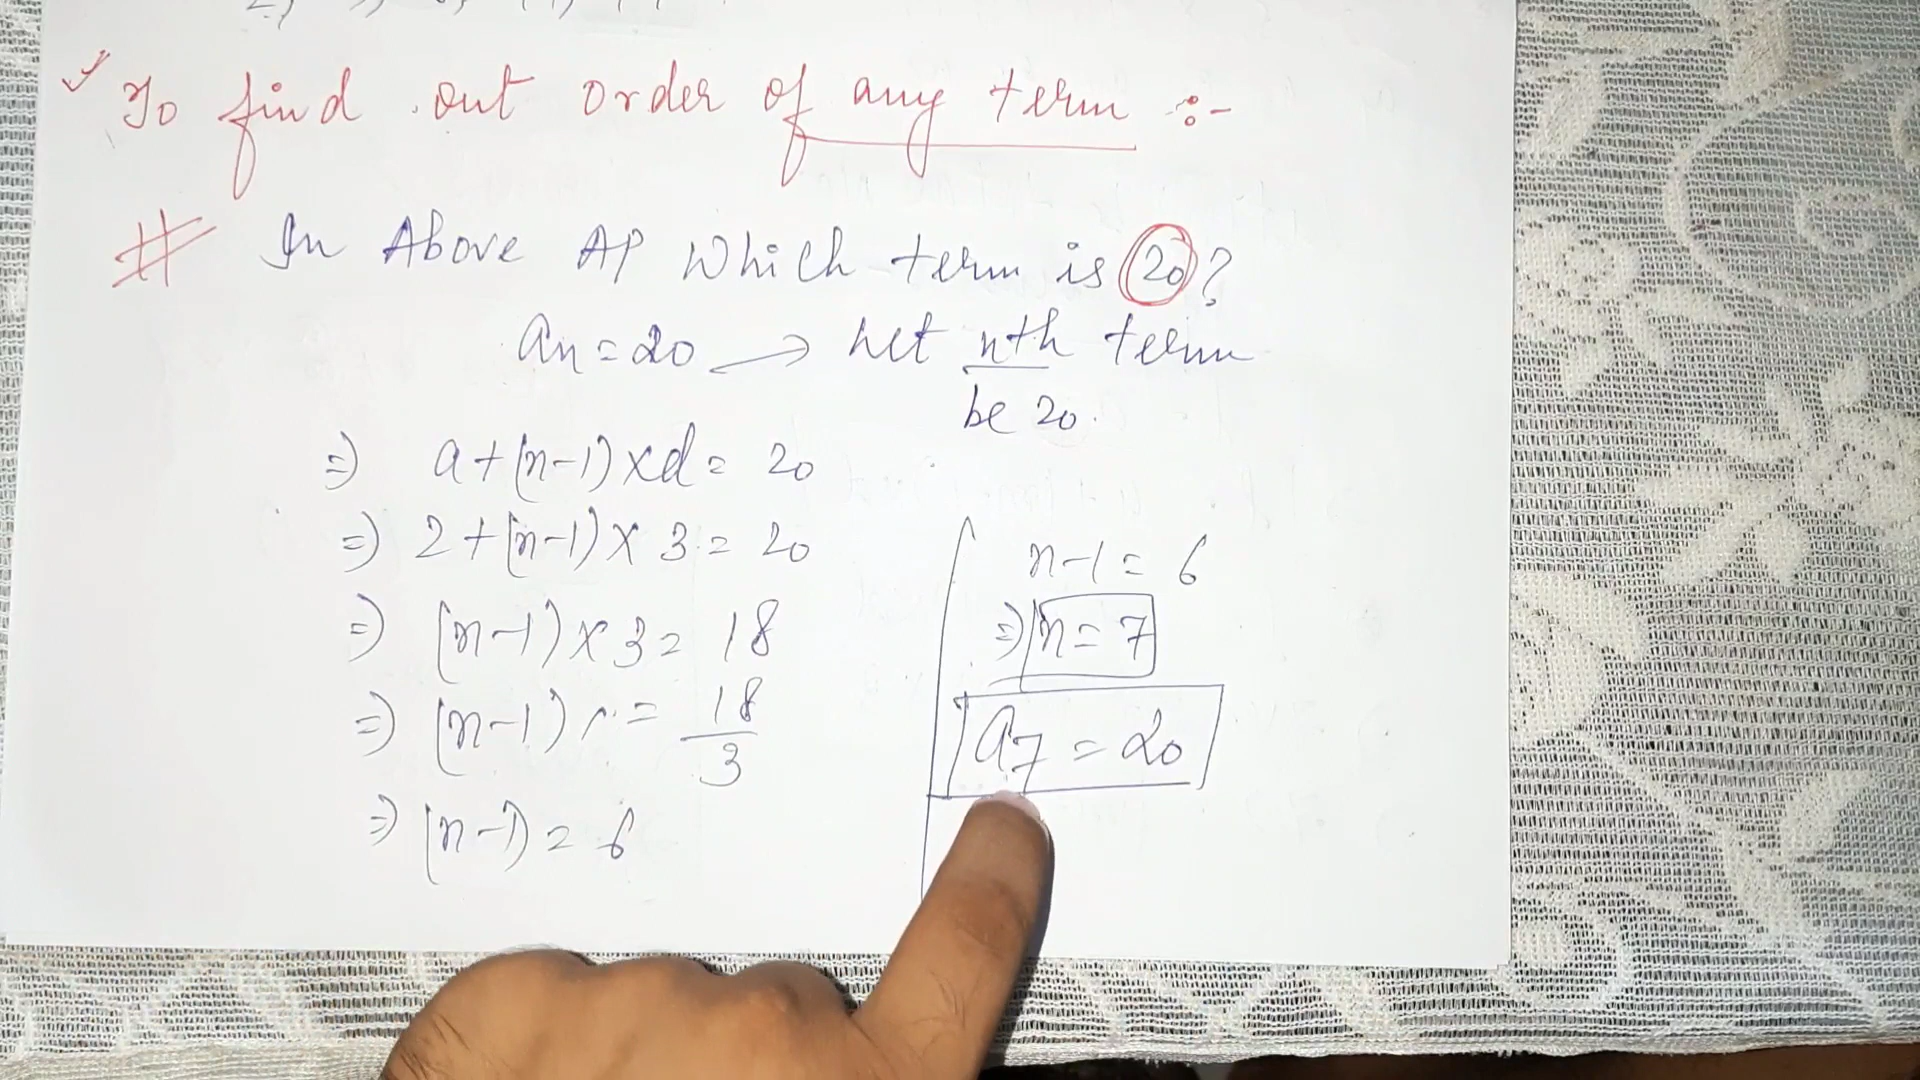 To find out order of any term :-
# In Above AP Which term is 20?
an = 20 → Let nth term
be 20.
⇒ a + (n-1) × d = 20
⇒ 2 + (n-1) × 3 = 20
⇒ (n-1) × 3 = 18
⇒ (n-1) = 18/3
⇒ (n-1) = 6
n-1 = 6
⇒ n = 7
a7 = 20